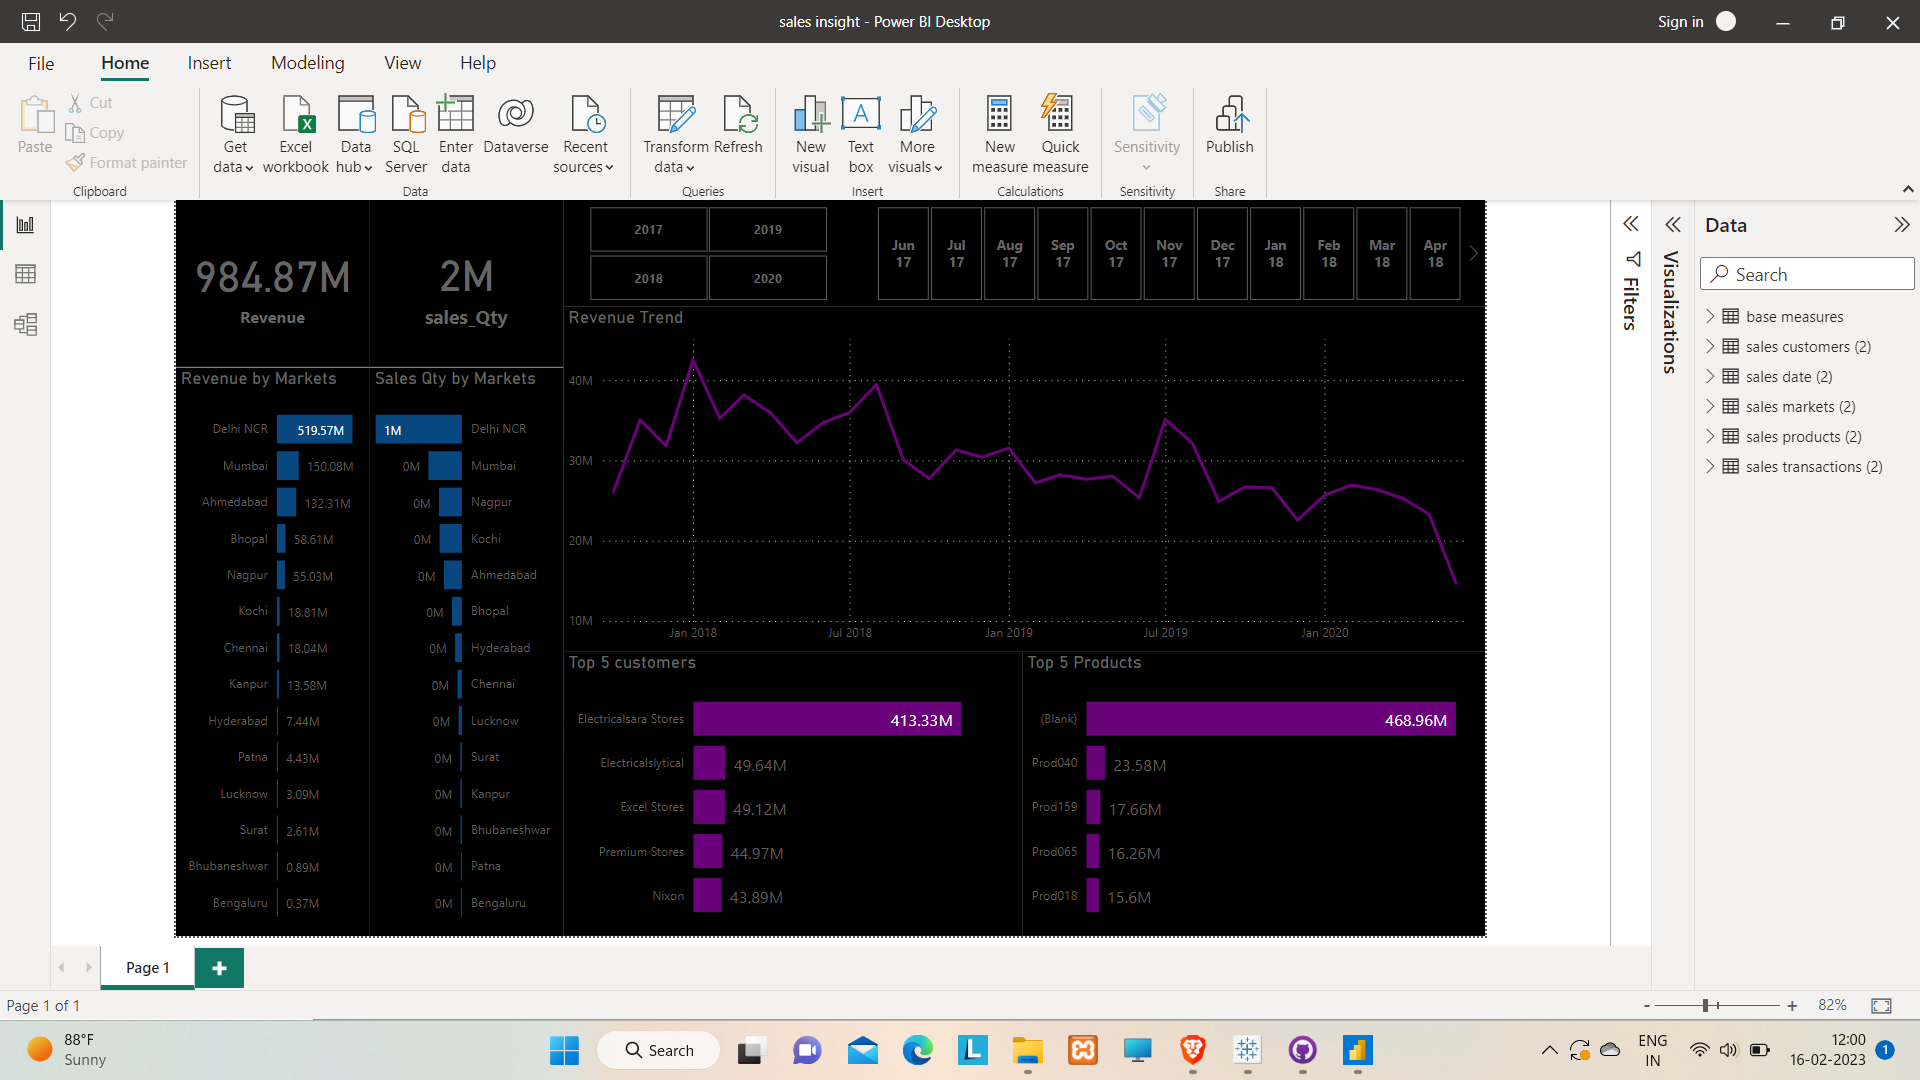 sales insight - Power BI Desktop
Sign in
File
Home
Insert
Modeling
View
Help
Paste
Cut
Copy
Format painter
Clipboard
Get data
Excel workbook
Data hub
SQL Server
Enter data
Dataverse
Recent sources
Data
Transform data
Refresh
Queries
New visual
Text box
More visuals
Insert
New measure
Quick measure
Calculations
Sensitivity
Sensitivity
Publish
Share
984.87M
Revenue
2M
sales_Qty
2017
2019
2018
2020
Jun 17
Jul 17
Aug 17
Sep 17
Oct 17
Nov 17
Dec 17
Jan 18
Feb 18
Mar 18
Apr 18
Revenue by Markets
Delhi NCR 519.57M
Mumbai 150.08M
Ahmedabad 132.31M
Bhopal 58.61M
Nagpur 55.03M
Kochi 18.81M
Chennai 18.04M
Kanpur 13.58M
Hyderabad 7.44M
Patna 4.43M
Lucknow 3.09M
Surat 2.61M
Bhubaneshwar 0.89M
Bengaluru 0.37M
Sales Qty by Markets
1M Delhi NCR
0M Mumbai
0M Nagpur
0M Kochi
0M Ahmedabad
0M Bhopal
0M Hyderabad
0M Chennai
0M Lucknow
0M Surat
0M Kanpur
0M Bhubaneshwar
0M Patna
0M Bengaluru
Revenue Trend
40M
30M
20M
10M
Jan 2018
Jul 2018
Jan 2019
Jul 2019
Jan 2020
Top 5 customers
Electricalsara Stores 413.33M
Electricalslytical 49.64M
Excel Stores 49.12M
Premium Stores 44.97M
Nixon 43.89M
Top 5 Products
(Blank) 468.96M
Prod040 23.58M
Prod159 17.66M
Prod065 16.26M
Prod018 15.6M
Filters
Visualizations
Data
Search
base measures
sales customers (2)
sales date (2)
sales markets (2)
sales products (2)
sales transactions (2)
Page 1
Page 1 of 1
- + 82%
88°F
Sunny
Search
L
ENG
IN
12:00
16-02-2023
1